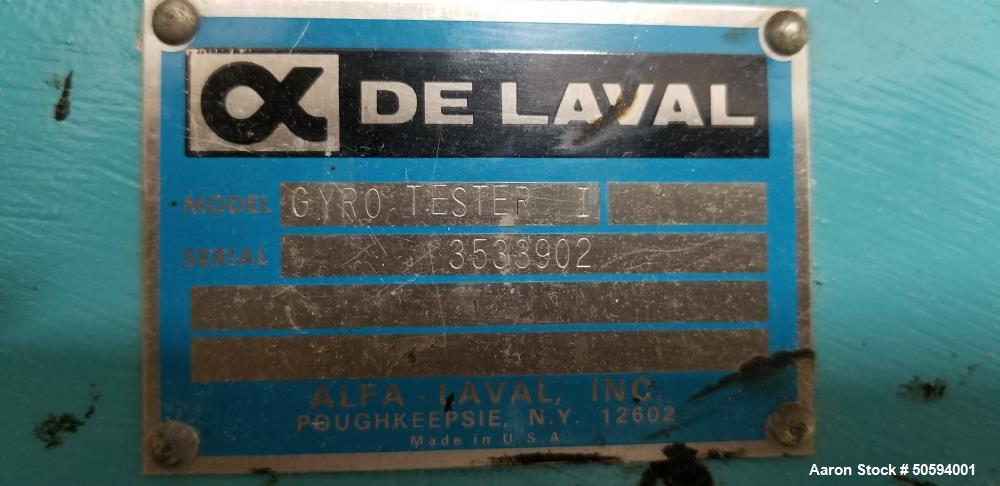 α DE LAVAL
MODEL GYRO TESTER I
SERIAL 3533902
ALFA - LAVAL, INC.
POUGHKEEPSIE, N.Y. 12602
Made in U S A
Aaron Stock # 50594001